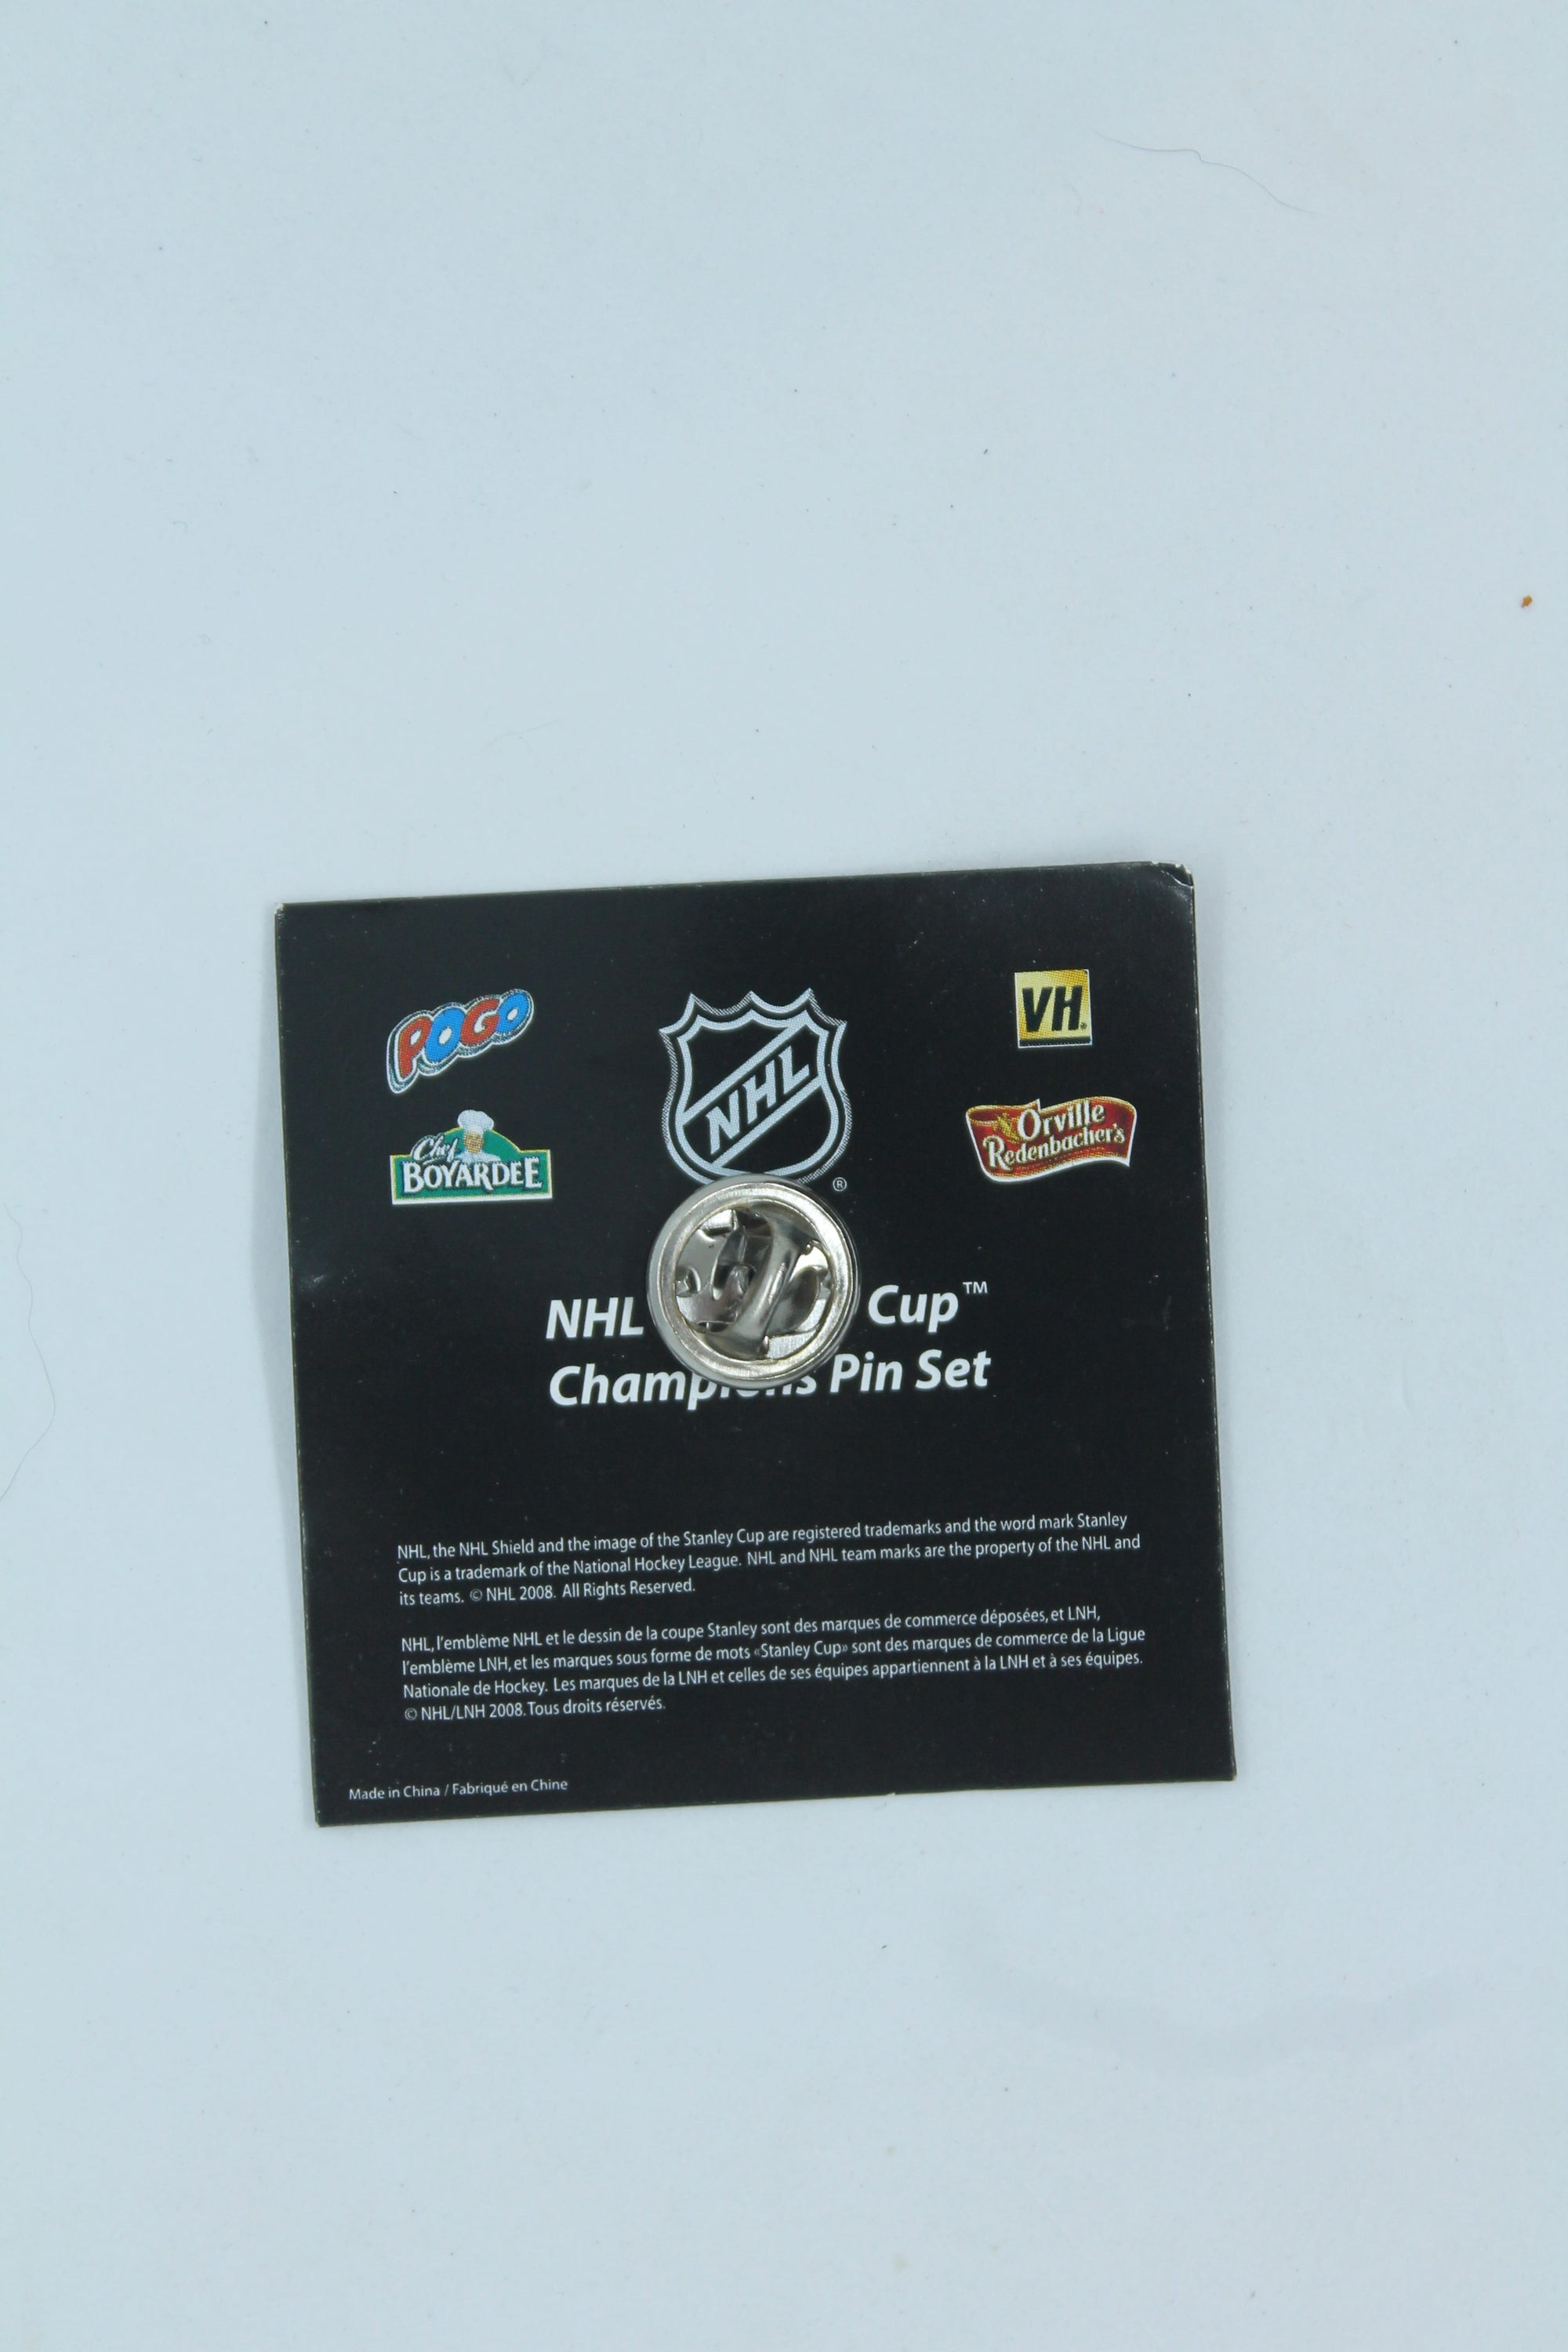 POGO
VH
NHL
Chef
BOYARDEE
Orville
Redenbacher's
NHL Cup™
Champions Pin Set
NHL, the NHL Shield and the image of the Stanley Cup are registered trademarks and the word mark Stanley
Cup is a trademark of the National Hockey League. NHL and NHL team marks are the property of the NHL and
its teams. © NHL 2008. All Rights Reserved.
NHL, l'emblème NHL et le dessin de la coupe Stanley sont des marques de commerce déposées, et LNH,
l'emblème LNH, et les marques sous forme de mots «Stanley Cup» sont des marques de commerce de la Ligue
Nationale de Hockey. Les marques de la LNH et celles de ses équipes appartiennent à la LNH et à ses équipes.
© NHL/LNH 2008. Tous droits réservés.
Made in China / Fabriqué en Chine